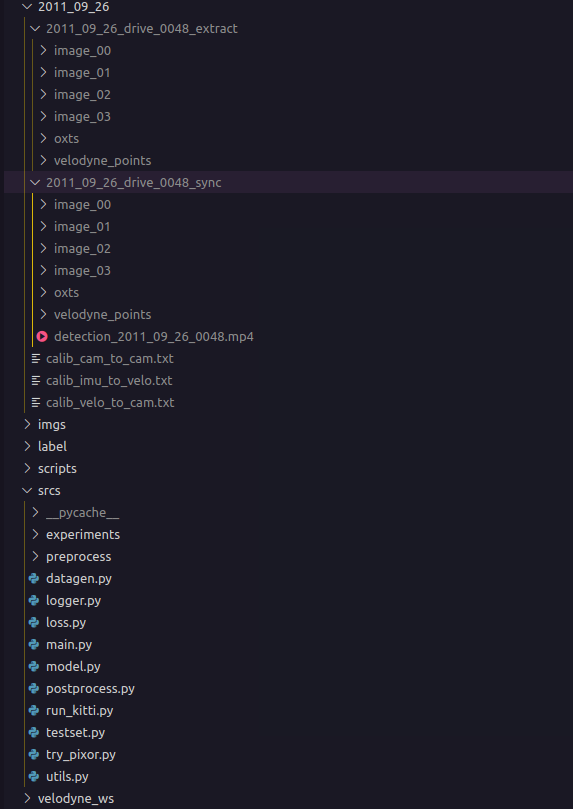 2011_09_26
2011_09_26_drive_0048_extract
image_00
image_01
image_02
image_03
oxts
velodyne_points
2011_09_26_drive_0048_sync
image_00
image_01
image_02
image_03
oxts
velodyne_points
detection_2011_09_26_0048.mp4
calib_cam_to_cam.txt
calib_imu_to_velo.txt
calib_velo_to_cam.txt
imgs
label
scripts
srcs
__pycache__
experiments
preprocess
datagen.py
logger.py
loss.py
main.py
model.py
postprocess.py
run_kitti.py
testset.py
try_pixor.py
utils.py
velodyne_ws